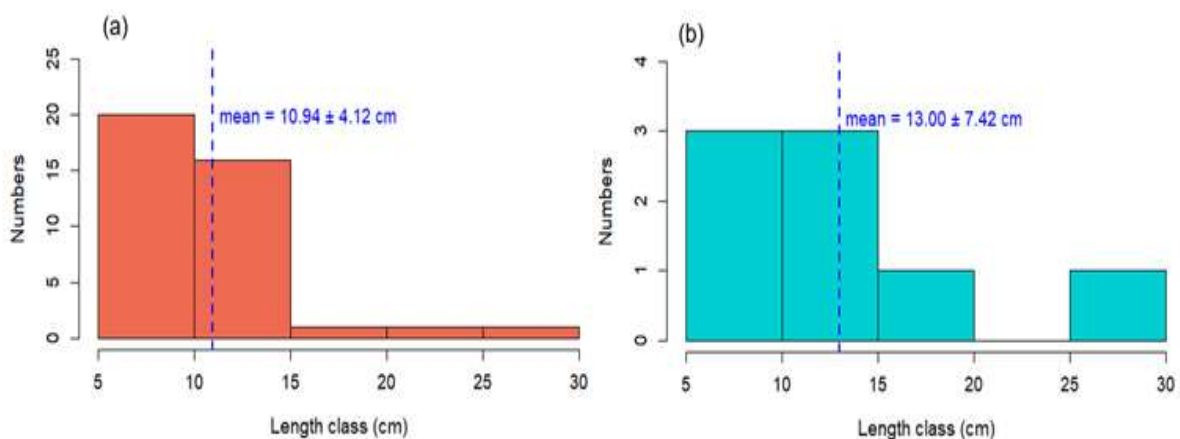 (a)
25
20
15
10
5
0
Numbers
mean = 10.94 ± 4.12 cm
5 10 15 20 25 30
Length class (cm)
(b)
4
3
2
1
0
Numbers
mean = 13.00 ± 7.42 cm
5 10 15 20 25 30
Length class (cm)